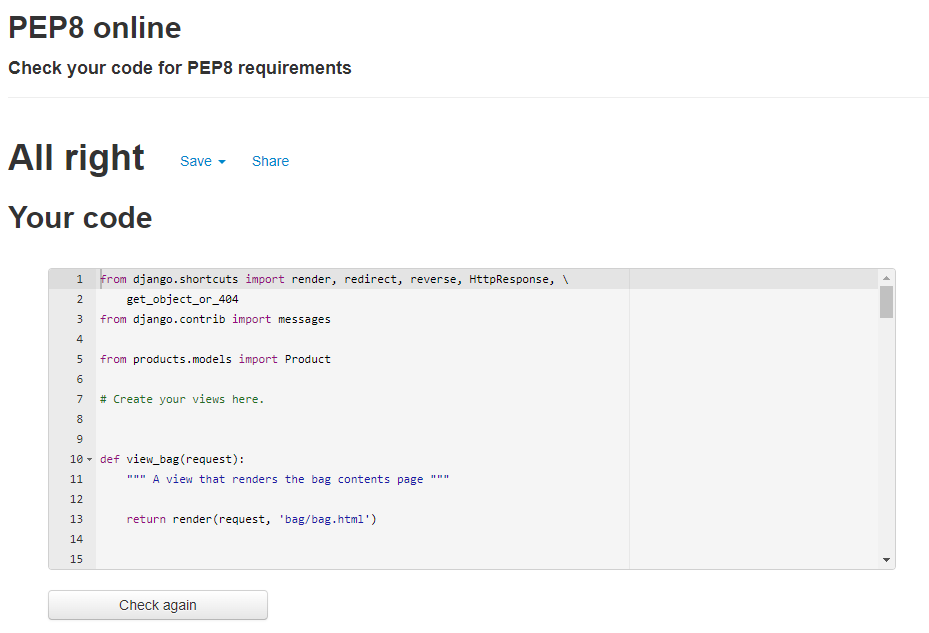 PEP8 online
Check your code for PEP8 requirements
All right Save Share
Your code
1 from django.shortcuts import render, redirect, reverse, HttpResponse, \
2     get_object_or_404
3 from django.contrib import messages
4
5 from products.models import Product
6
7 # Create your views here.
8
9
10 def view_bag(request):
11     """ A view that renders the bag contents page """
12
13     return render(request, 'bag/bag.html')
14
15
Check again